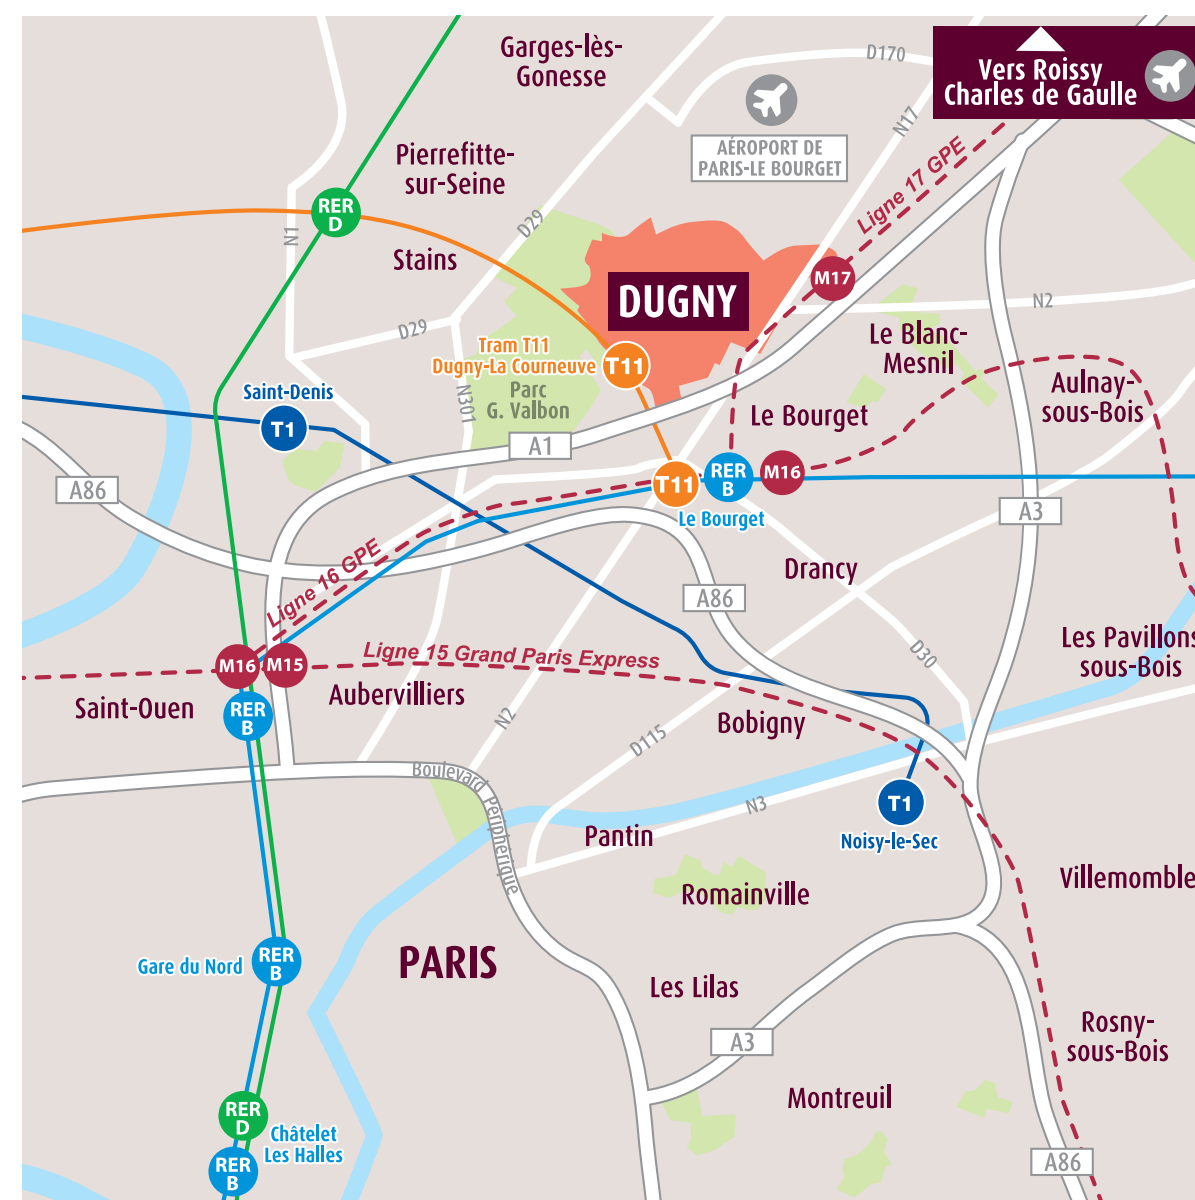 Garges-lès-
Gonesse
D170
Vers Roissy
Charles de Gaulle
N17
AÉROPORT DE
PARIS-LE BOURGET
Pierrefitte-
sur-Seine
Ligne 17 GPE
RER
D
N1
D29
Stains
M17
DUGNY
N2
D29
Le Blanc-
Mesnil
Tram T11
Dugny-La Courneuve
T11
Parc
G. Valbon
N301
Saint-Denis
T1
Aulnay-
sous-Bois
Le Bourget
A1
A86
T11
RER
B
M16
Le Bourget
A3
Ligne 16 GPE
Drancy
A86
D30
Les Pavillons
sous-Bois
M16
M15
Ligne 15 Grand Paris Express
Saint-Ouen
Aubervilliers
RER
B
N2
D115
Bobigny
Boulevard Périphérique
N3
T1
Noisy-le-Sec
Pantin
Romainville
Villemomble
Gare du Nord
RER
B
PARIS
Les Lilas
A3
Rosny-
sous-Bois
Montreuil
RER
D
Châtelet
Les Halles
RER
B
A86